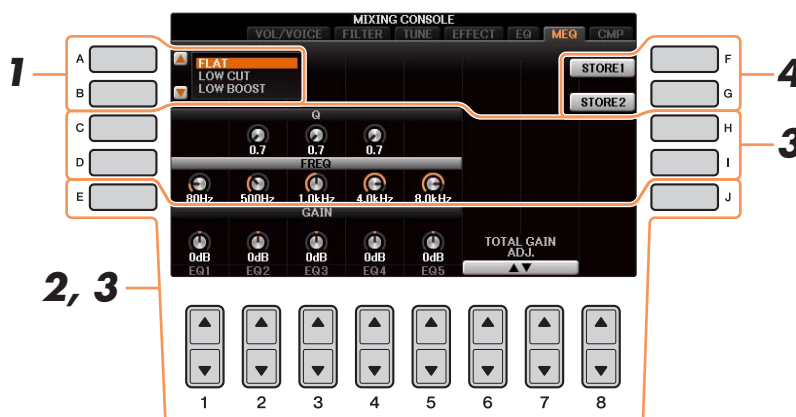 MIXING CONSOLE
VOL/VOICE FILTER TUNE EFFECT EQ MEQ CMP
1
A
FLAT
LOW CUT
LOW BOOST
B
STORE1
F
STORE2
G
4
C
D
E
H
I
J
3
Q
0.7 0.7 0.7
FREQ
80Hz 500Hz 1.0kHz 4.0kHz 8.0kHz
GAIN
0dB 0dB 0dB 0dB 0dB
EQ1 EQ2 EQ3 EQ4 EQ5
TOTAL GAIN
ADJ.
▲▼
2, 3
1 2 3 4 5 6 7 8